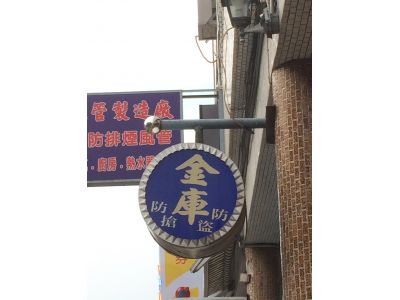 管製造廠
防排煙風管
廚房．熱水
金庫
防搶
防盜